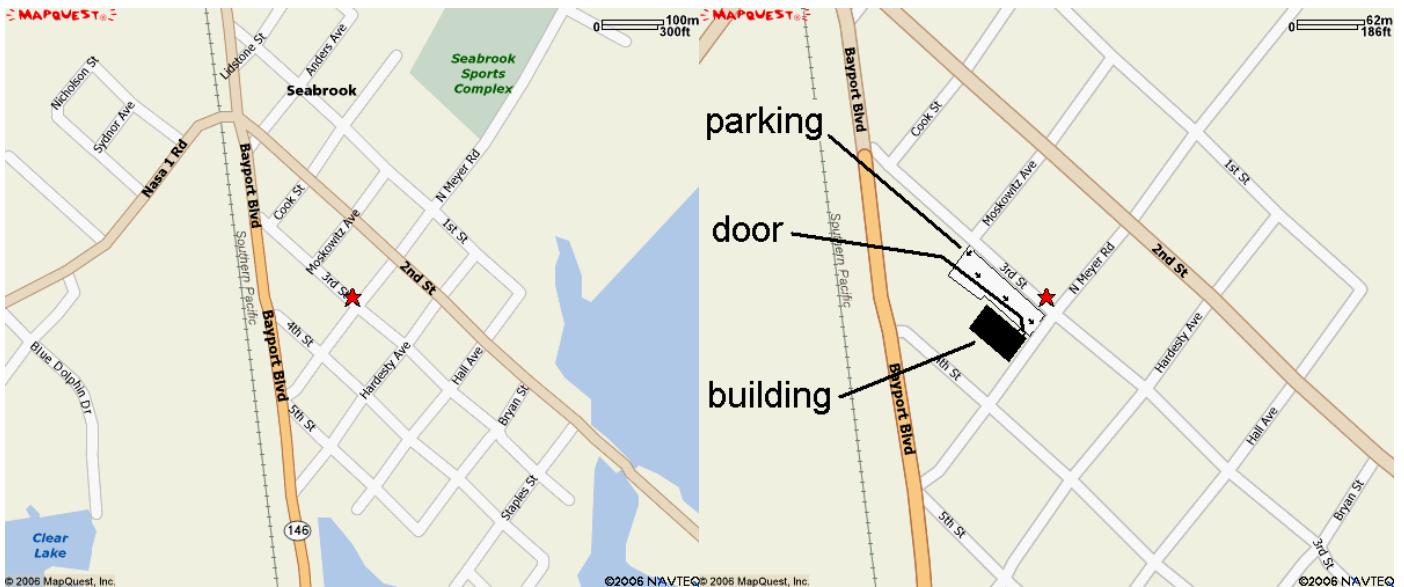 MAPQUEST®
100m
0
300ft
Lidstone St
Anders Ave
Seabrook
Sports
Complex
Seabrook
Nicholson St
Sydnor Ave
Nasa 1 Rd
Bayport Blvd
Cook St
N Meyer Rd
1st St
Moskowitz Ave
Southern Pacific
2nd St
3rd St
4th St
Bayport Blvd
Hardesty Ave
Hall Ave
Blue Dolphin Dr
5th St
Bryan St
Staples St
146
Clear
Lake
© 2006 MapQuest, Inc.
©2006 NAVTEQ
MAPQUEST®
62m
0
186ft
Bayport Blvd
parking
Cook St
1st St
Moskowitz Ave
door
Southern Pacific
3rd St
N Meyer Rd
2nd St
Hardesty Ave
4th St
building
Bayport Blvd
Hall Ave
Bryan St
5th St
3rd St
© 2006 MapQuest, Inc.
©2006 NAVTEQ